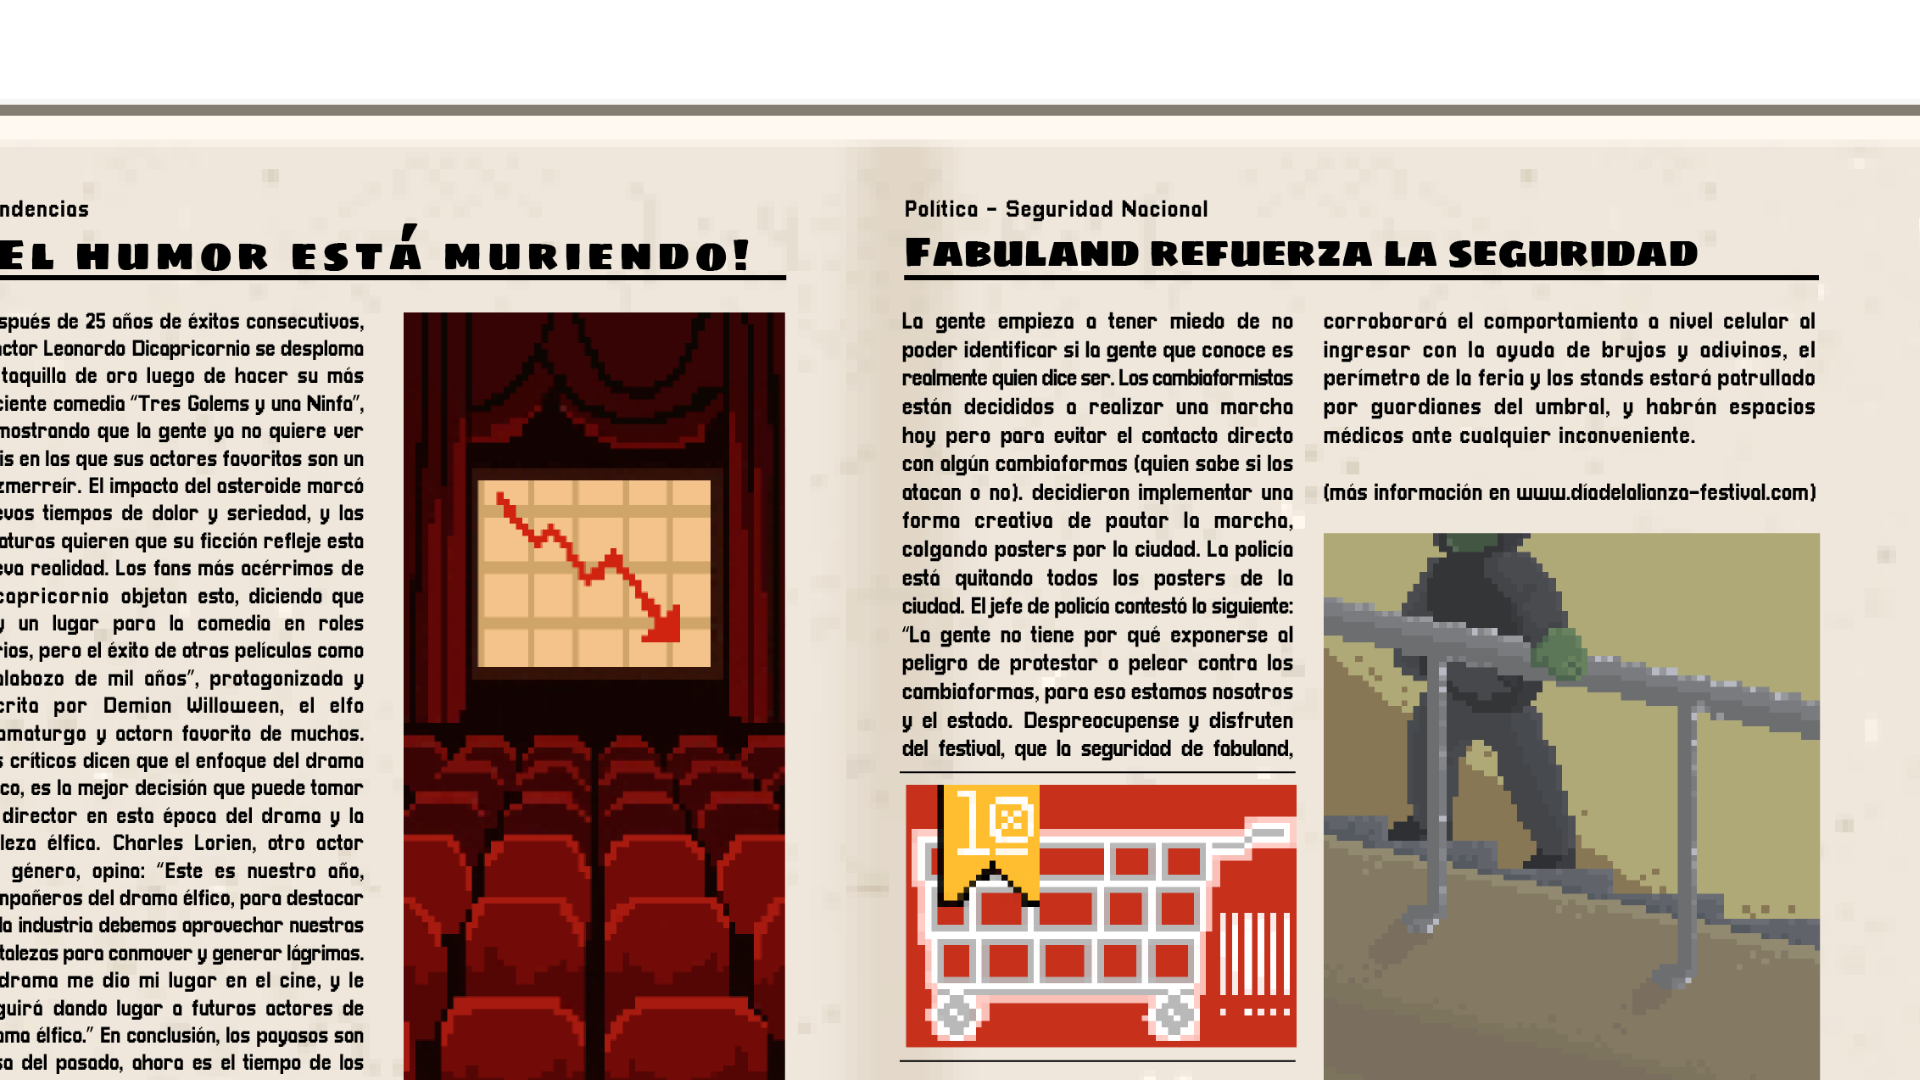 ndencias
El humor está muriendo!
spués de 25 años de éxitos consecutivos,
actor Leonardo Dicapricornio se desploma
taquilla de oro luego de hacer su más
ciente comedia “Tres Golems y una Ninfa”,
mostrando que la gente ya no quiere ver
is en las que sus actores favoritos son un
zmerreír. El impacto del asteroide marcó
evos tiempos de dolor y seriedad, y las
aturas quieren que su ficción refleje esta
eva realidad. Los fans más acérrimos de
capricornio objetan esto, diciendo que
y un lugar para la comedia en roles
rios, pero el éxito de otras películas como
alabozo de mil años”, protagonizada y
crita por Demian Willoween, el elfo
amaturgo y actorn favorito de muchos.
s críticos dicen que el enfoque del drama
ico, es la mejor decisión que puede tomar
director en esta época del drama y la
leza élfica. Charles Lorien, otro actor
género, opina: “Este es nuestro año,
mpañeros del drama élfico, para destacar
la industria debemos aprovechar nuestras
talezas para conmover y generar lágrimas.
drama me dio mi lugar en el cine, y le
guirá dando lugar a futuros actores de
ama élfico.” En conclusión, los payasos son
sa del pasado, ahora es el tiempo de los
Política - Seguridad Nacional
Fabuland refuerza la seguridad
La gente empieza a tener miedo de no
poder identificar si la gente que conoce es
realmente quien dice ser. Los cambiaformistas
están decididos a realizar una marcha
hoy pero para evitar el contacto directo
con algún cambiaformas (quien sabe si los
atacan o no). decidieron implementar una
forma creativa de pautar la marcha,
colgando posters por la ciudad. La policía
está quitando todos los posters de la
ciudad. El jefe de policía contestó lo siguiente:
“La gente no tiene por qué exponerse al
peligro de protestar o pelear contra los
cambiaformas, para eso estamos nosotros
y el estado. Despreocupense y disfruten
del festival, que la seguridad de fabuland,
corroborará el comportamiento a nivel celular al
ingresar con la ayuda de brujos y adivinos, el
perímetro de la feria y los stands estará patrullado
por guardianes del umbral, y habrán espacios
médicos ante cualquier inconveniente.
(más información en www.díadelalianza-festival.com)